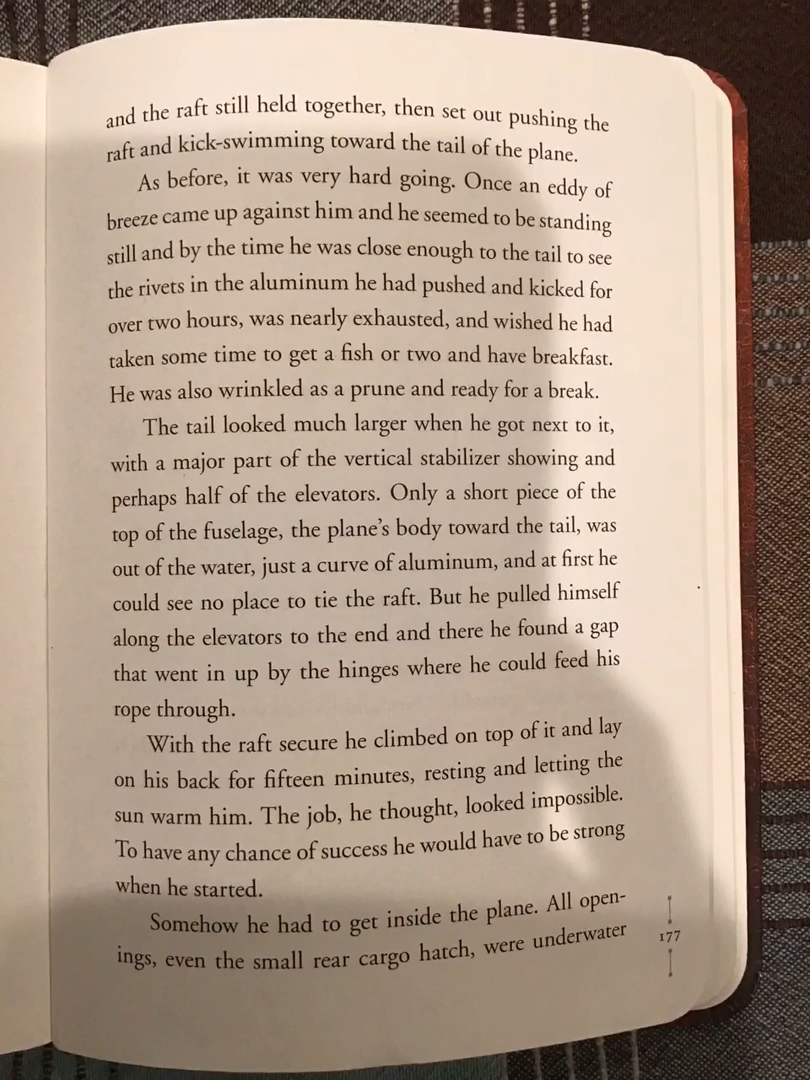 and the raft still held together, then set out pushing the
raft and kick-swimming toward the tail of the plane.
As before, it was very hard going. Once an eddy of
breeze came up against him and he seemed to be standing
still and by the time he was close enough to the tail to see
the rivets in the aluminum he had pushed and kicked for
over two hours, was nearly exhausted, and wished he had
taken some time to get a fish or two and have breakfast.
He was also wrinkled as a prune and ready for a break.
The tail looked much larger when he got next to it,
with a major part of the vertical stabilizer showing and
perhaps half of the elevators. Only a short piece of the
top of the fuselage, the plane's body toward the tail, was
out of the water, just a curve of aluminum, and at first he
could see no place to tie the raft. But he pulled himself
along the elevators to the end and there he found a gap
that went in up by the hinges where he could feed his
rope through.
With the raft secure he climbed on top of it and lay
on his back for fifteen minutes, resting and letting the
sun warm him. The job, he thought, looked impossible.
To have any chance of success he would have to be strong
when he started.
Somehow he had to get inside the plane. All open-
ings, even the small rear cargo hatch, were underwater
177